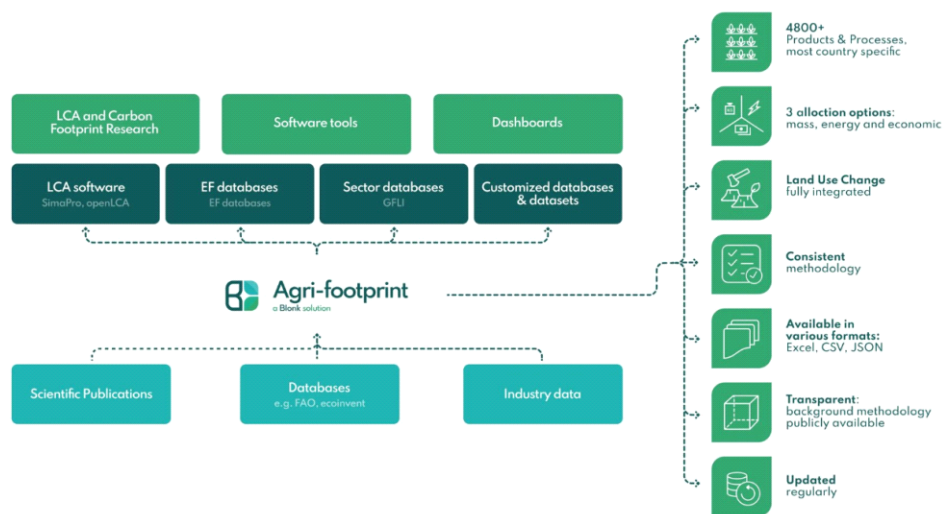 LCA and Carbon
Footprint Research
Software tools
Dashboards
LCA software
SimaPro, openLCA
EF databases
EF databases
Sector databases
GFLI
Customized databases
& datasets
Agri-footprint
a Blonk solution
Scientific Publications
Databases
e.g. FAO, ecoinvent
Industry data
4800+
Products & Processes,
most country specific
3 alloction options:
mass, energy and economic
Land Use Change
fully integrated
Consistent
methodology
Available in
various formats:
Excel, CSV, JSON
Transparent:
background methodology
publicly available
Updated
regularly